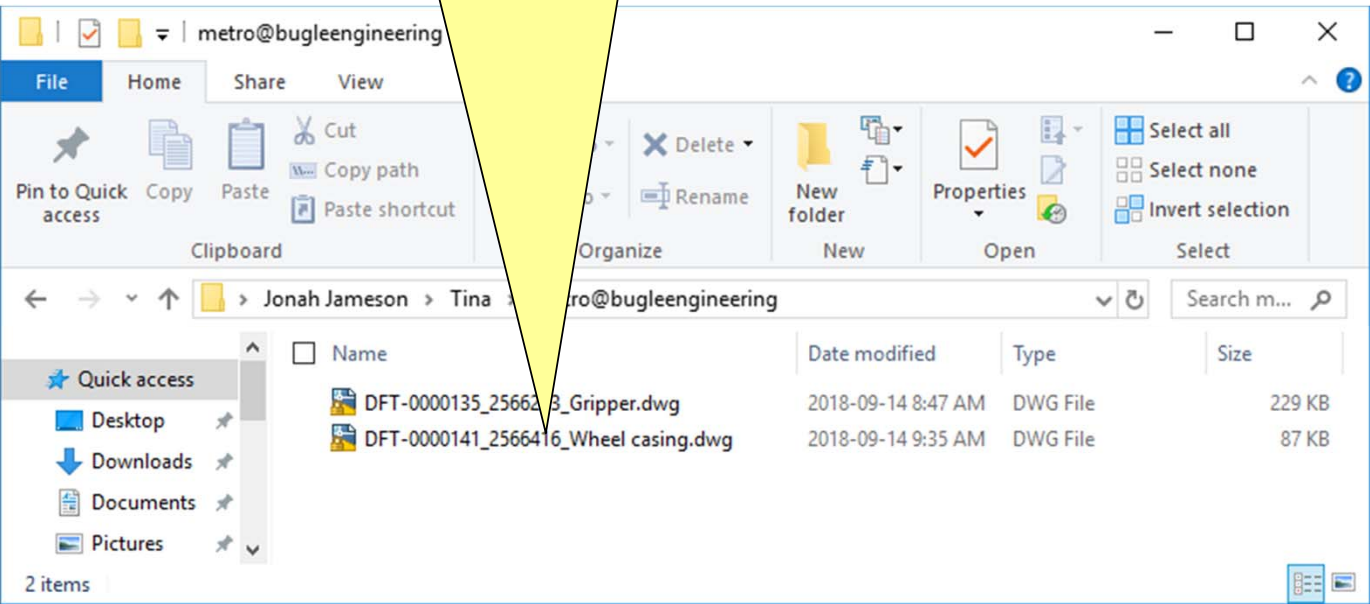 metro@bugleengineering
File Home Share View
Pin to Quick access
Copy
Paste
Cut
Copy path
Paste shortcut
Clipboard
Delete
Rename
Organize
New folder
New
Properties
Open
Select all
Select none
Invert selection
Select
Jonah Jameson > Tina > tro@bugleengineering
Search m...
Name Date modified Type Size
Quick access
Desktop
Downloads
Documents
Pictures
Gripper.dwg 2018-09-14 8:47 AM DWG File 229 KB
DFT-0000141_2566416_Wheel casing.dwg 2018-09-14 9:35 AM DWG File 87 KB
2 items